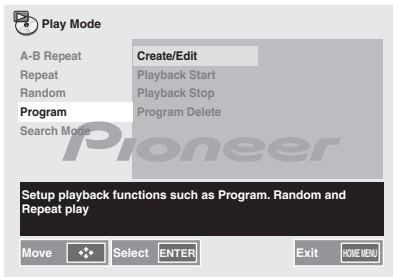 Play Mode
A-B Repeat
Create/Edit
Repeat
Playback Start
Random
Playback Stop
Program
Program Delete
Search Mode
Pioneer
Setup playback functions such as Program. Random and
Repeat play
Move Select ENTER Exit HOME MENU